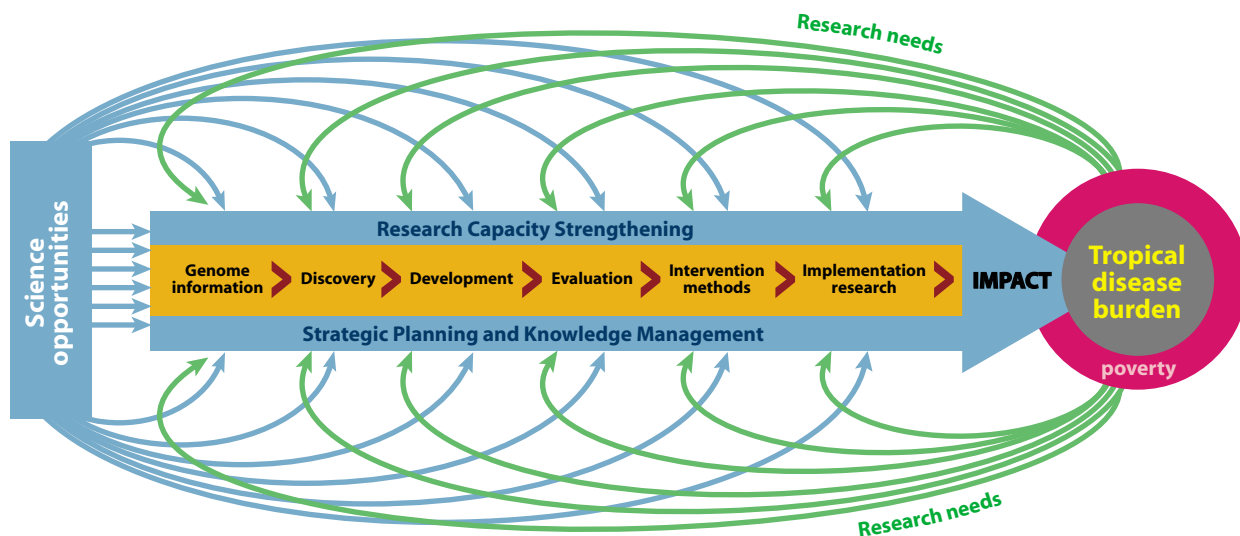 Research needs
Science
opportunities
Research Capacity Strengthening
Genome
information
Discovery
Development
Evaluation
Intervention
methods
Implementation
research
IMPACT
Tropical
disease
burden
poverty
Strategic Planning and Knowledge Management
Research needs